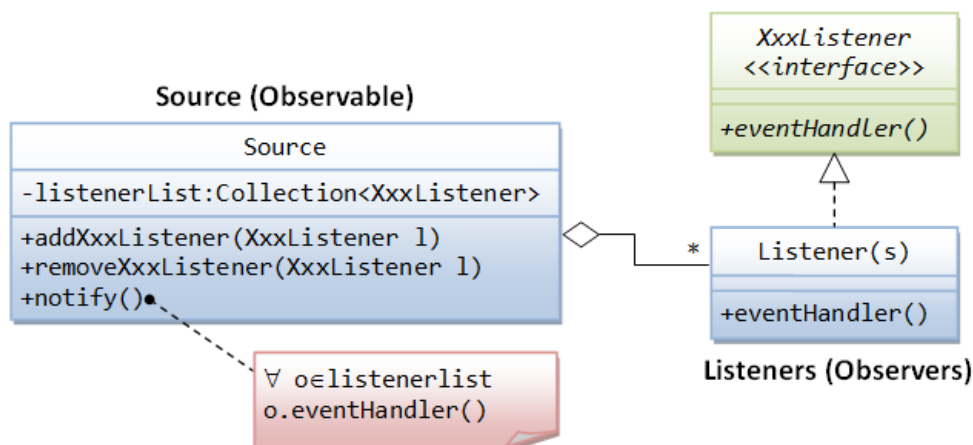 XxxListener
<<interface>>
+eventHandler()
Source (Observable)
Source
-listenerList:Collection<XxxListener>
+addXxxListener(XxxListener l)
+removeXxxListener(XxxListener l)
+notify()
*
Listener(s)
+eventHandler()
Listeners (Observers)
∀ o∈listenerlist
o.eventHandler()